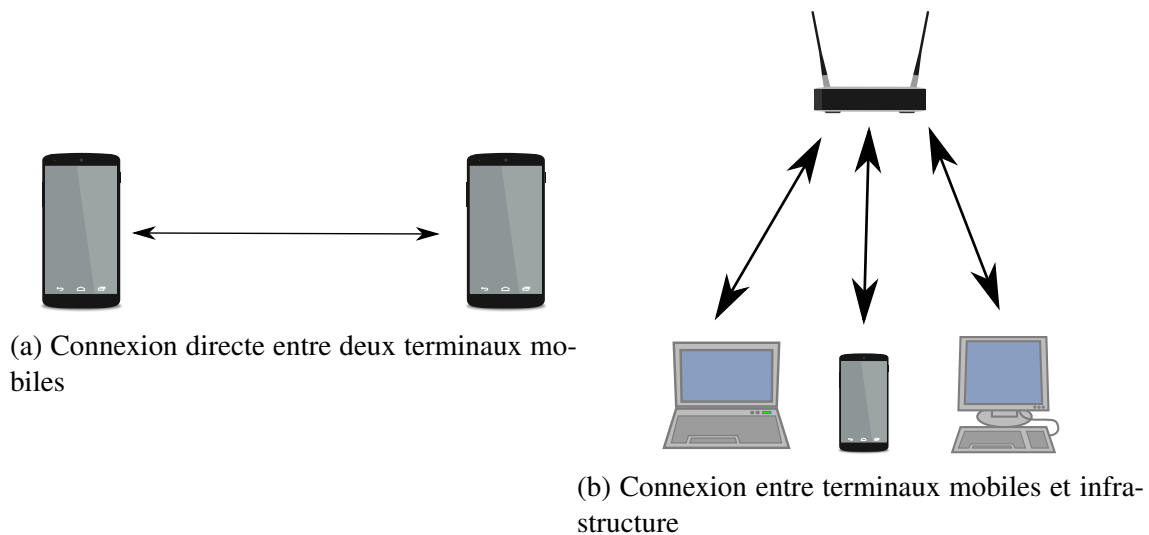 (a) Connexion directe entre deux terminaux mo-
biles
(b) Connexion entre terminaux mobiles et infra-
structure